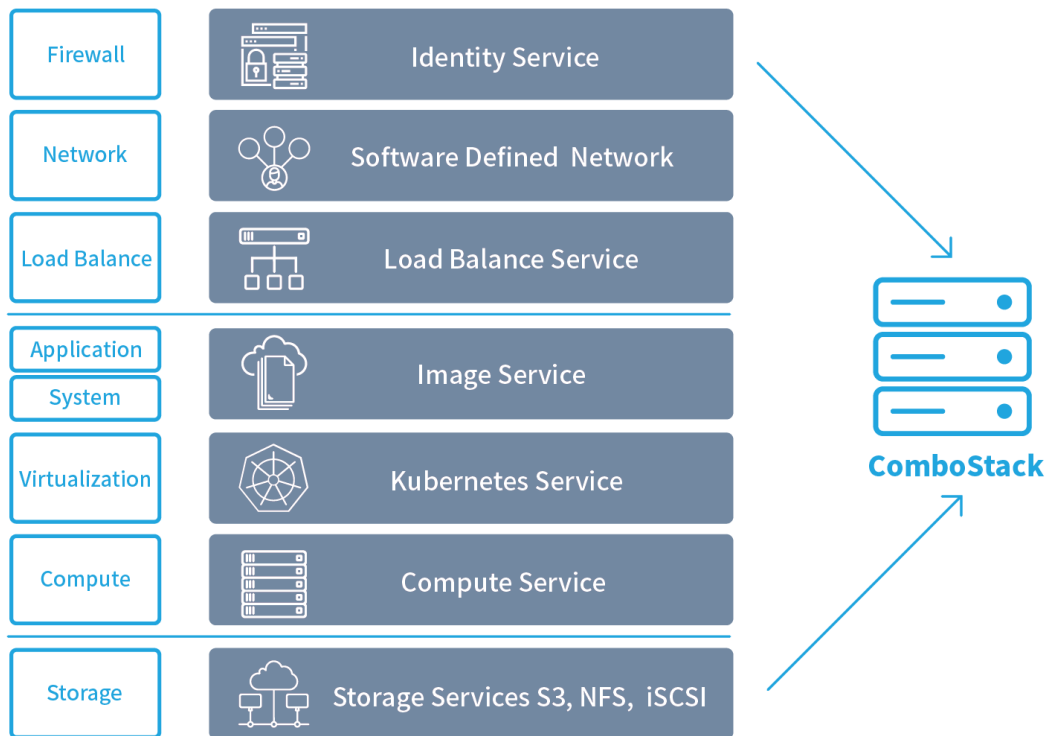 Firewall
Identity Service
Network
Software Defined Network
Load Balance
Load Balance Service
Application
System
Image Service
Virtualization
Kubernetes Service
Compute
Compute Service
Storage
Storage Services S3, NFS, iSCSI
ComboStack